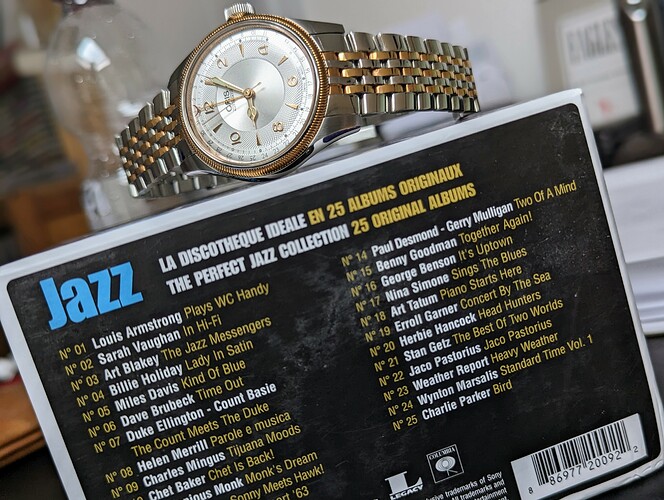 ORIS
Jazz
LA DISCOTHEQUE IDEALE EN 25 ALBUMS ORIGINAUX
THE PERFECT JAZZ COLLECTION 25 ORIGINAL ALBUMS
N° 01 Louis Armstrong Plays WC Handy
N° 02 Sarah Vaughan In Hi-Fi
N° 03 Art Blakey The Jazz Messengers
N° 04 Billie Holiday Lady In Satin
N° 05 Miles Davis Kind Of Blue
N° 06 Dave Brubeck Time Out
N° 07 Duke Ellington - Count Basie
The Count Meets The Duke
N° 08 Helen Merrill Parole e musica
N° 09 Charles Mingus Tijuana Moods
Chet Baker Chet Is Back!
Monk Monk's Dream
Sonny Meets Hawk!
'63
N° 14 Paul Desmond - Gerry Mulligan Two Of A Mind
N° 15 Benny Goodman Together Again!
N° 16 George Benson It's Uptown
N° 17 Nina Simone Sings The Blues
N° 18 Art Tatum Piano Starts Here
N° 19 Erroll Garner Concert By The Sea
N° 20 Herbie Hancock Head Hunters
N° 21 Stan Getz The Best Of Two Worlds
N° 22 Jaco Pastorius Jaco Pastorius
N° 23 Weather Report Heavy Weather
N° 24 Wynton Marsalis Standard Time Vol. 1
N° 25 Charlie Parker Bird
LEGACY
COLUMBIA
trademarks of Sony
8 86977 20092 2